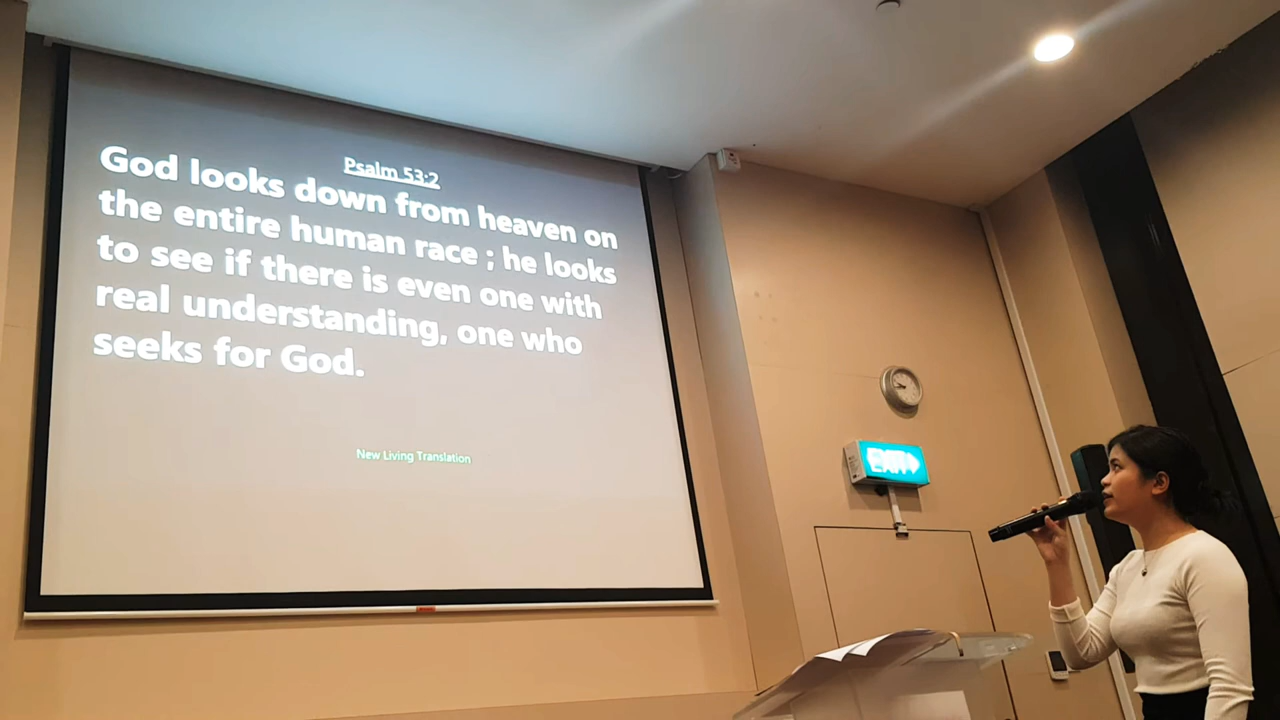 Psalm 53:2
God looks down from heaven on
the entire human race ; he looks
to see if there is even one with
real understanding, one who
seeks for God.
New Living Translation
EXIT